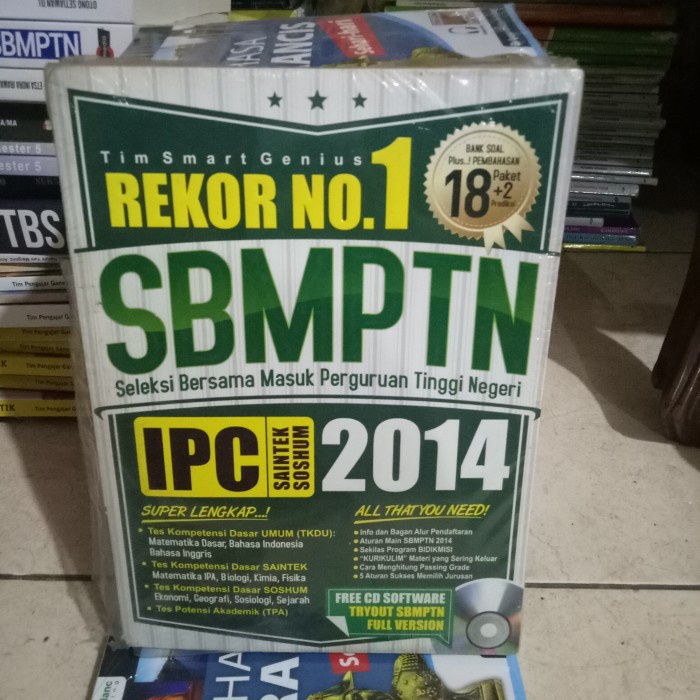 Tim Smart Genius
REKOR NO.1
BANK SOAL
Plus..! PEMBAHASAN
18 Paket
+2
Prediksi
SBMPTN
Seleksi Bersama Masuk Perguruan Tinggi Negeri
IPC SAINTEK SOSHUM 2014
SUPER LENGKAP...!
• Tes Kompetensi Dasar UMUM (TKDU):
Matematika Dasar, Bahasa Indonesia
Bahasa Inggris
• Tes Kompetensi Dasar SAINTEK
Matematika IPA, Biologi, Kimia, Fisika
• Tes Kompetensi Dasar SOSHUM
Ekonomi, Geografi, Sosiologi, Sejarah
• Tes Potensi Akademik (TPA)
ALL THAT YOU NEED!
Info dan Bagan Alur Pendaftaran
Aturan Main SBMPTN 2014
Sekilas Program BIDIKMISI
"KURIKULIM" Materi yang Sering Keluar
Cara Menghitung Passing Grade
5 Aturan Sukses Memilih Jurusan
FREE CD SOFTWARE
TRYOUT SBMPTN
FULL VERSION
SBMPTN
TBS
Tim Pengajar